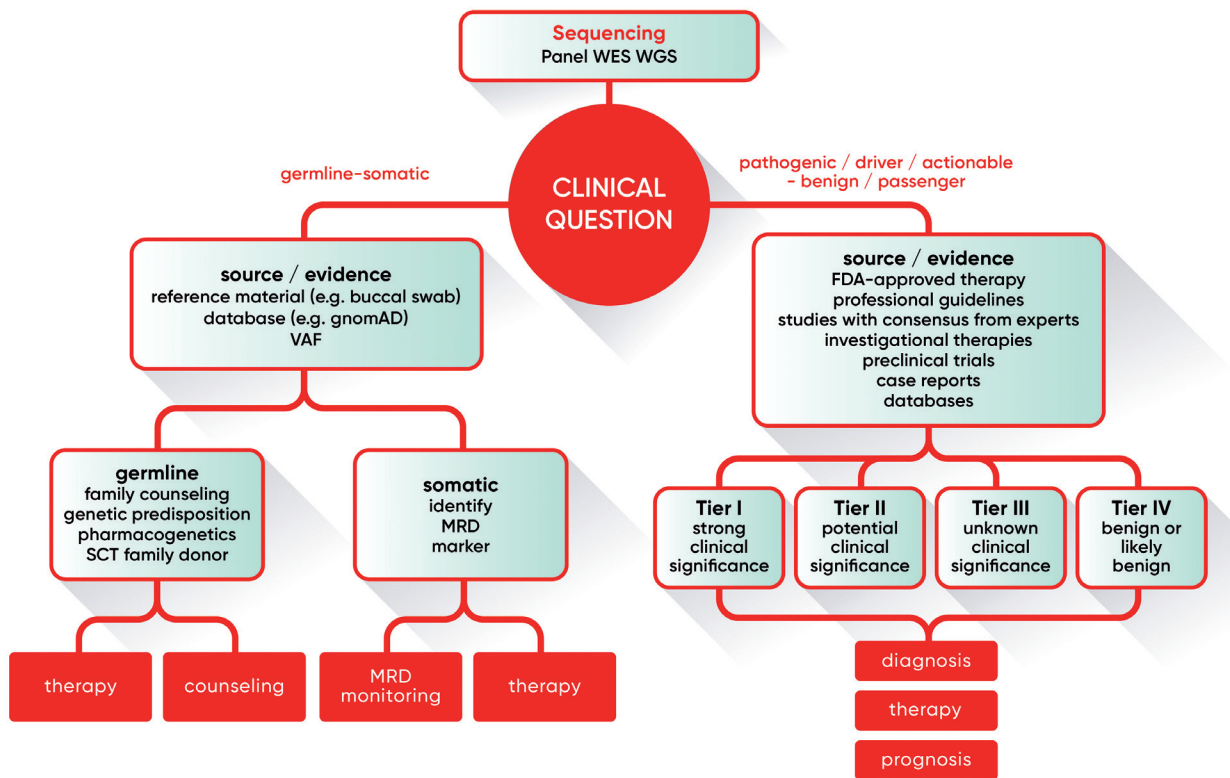 Sequencing
Panel WES WGS
CLINICAL
QUESTION
germline-somatic
pathogenic / driver / actionable
- benign / passenger
source / evidence
reference material (e.g. buccal swab)
database (e.g. gnomAD)
VAF
source / evidence
FDA-approved therapy
professional guidelines
studies with consensus from experts
investigational therapies
preclinical trials
case reports
databases
germline
family counseling
genetic predisposition
pharmacogenetics
SCT family donor
somatic
identify
MRD
marker
Tier I
strong
clinical
significance
Tier II
potential
clinical
significance
Tier III
unknown
clinical
significance
Tier IV
benign or
likely
benign
therapy
counseling
MRD
monitoring
therapy
diagnosis
therapy
prognosis